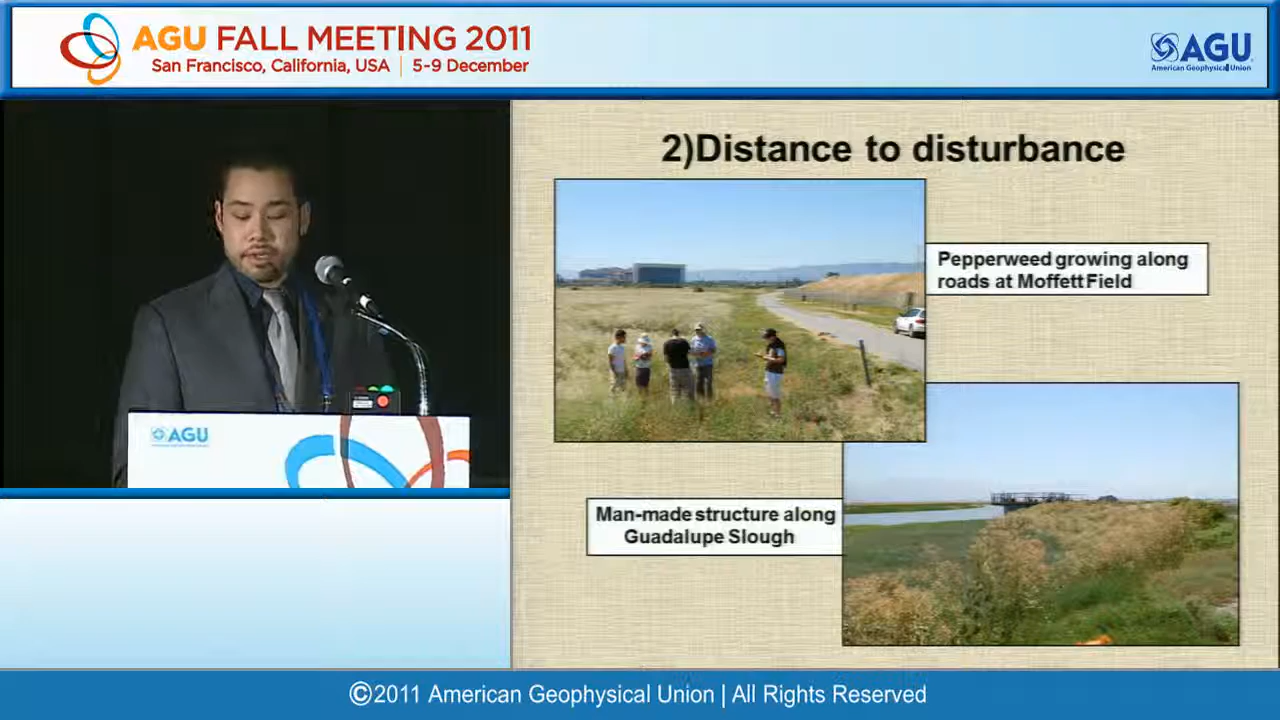 AGU FALL MEETING 2011
San Francisco, California, USA | 5-9 December
AGU
American Geophysical Union
2)Distance to disturbance
Pepperweed growing along
roads at Moffett Field
Man-made structure along
Guadalupe Slough
AGU
©2011 American Geophysical Union | All Rights Reserved